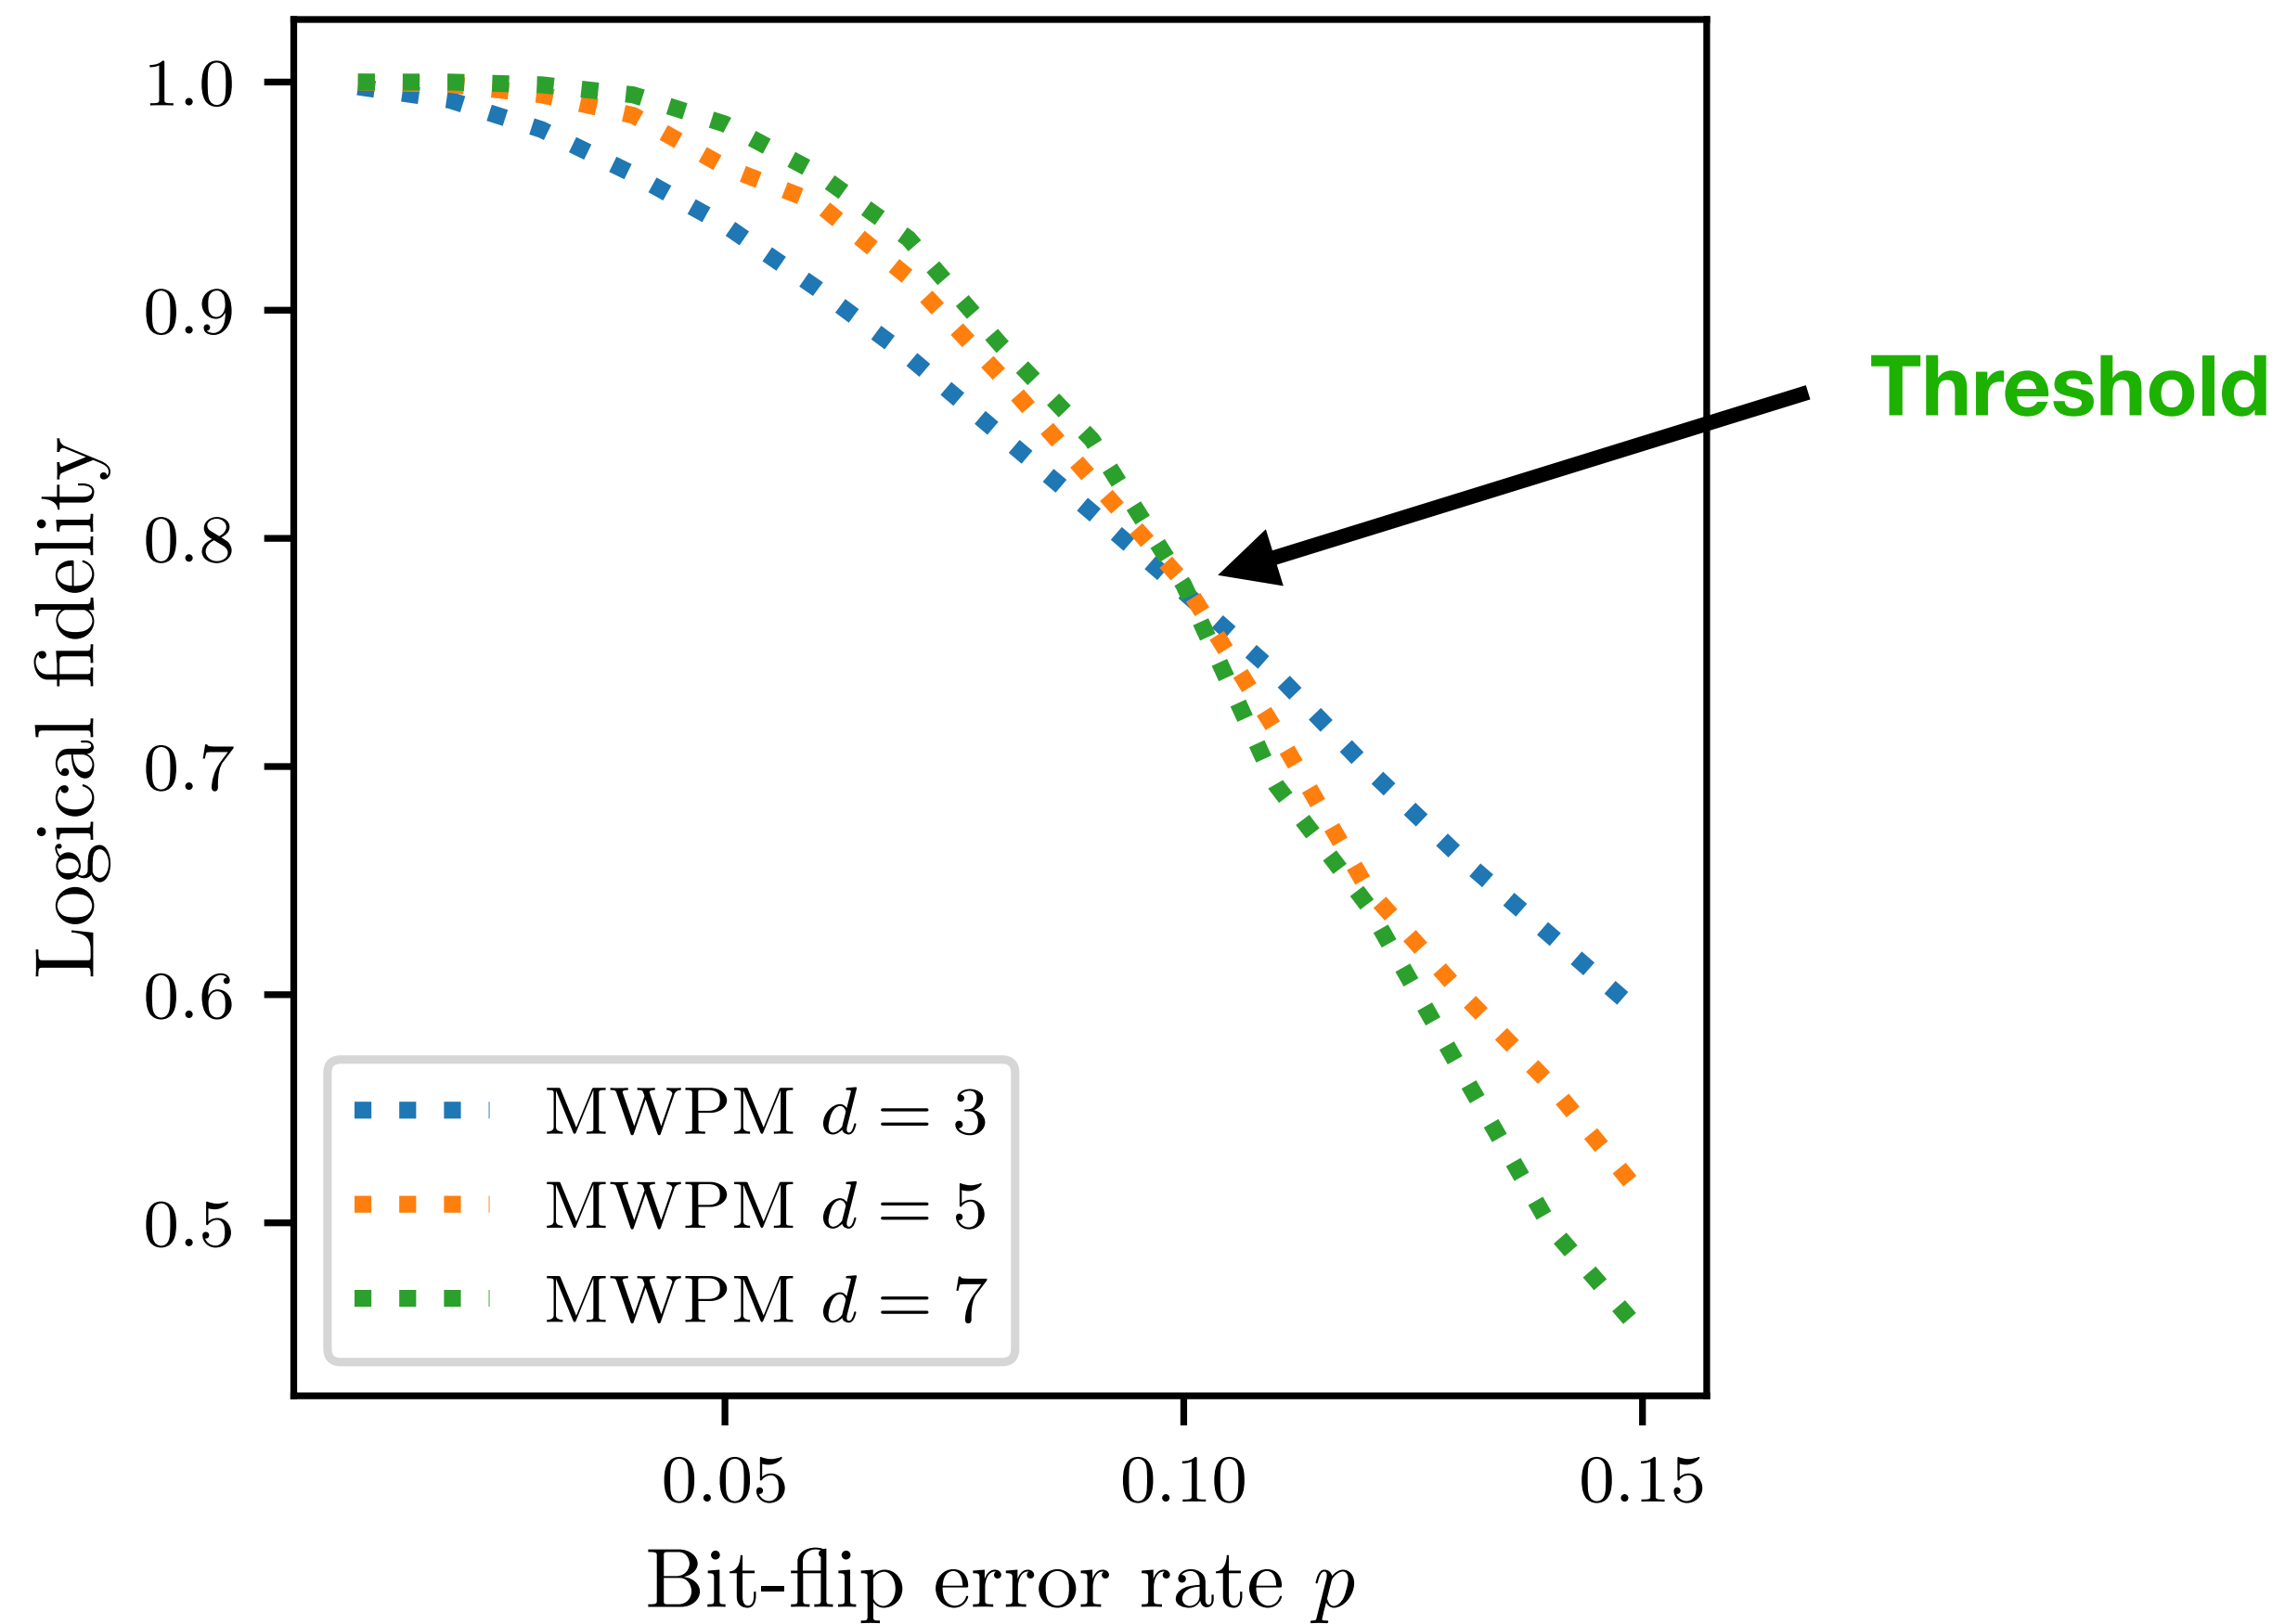 1.0
0.9
0.8
0.7
0.6
0.5
Logical fidelity
Threshold
MWPM d = 3
MWPM d = 5
MWPM d = 7
0.05 0.10 0.15
Bit-flip error rate p